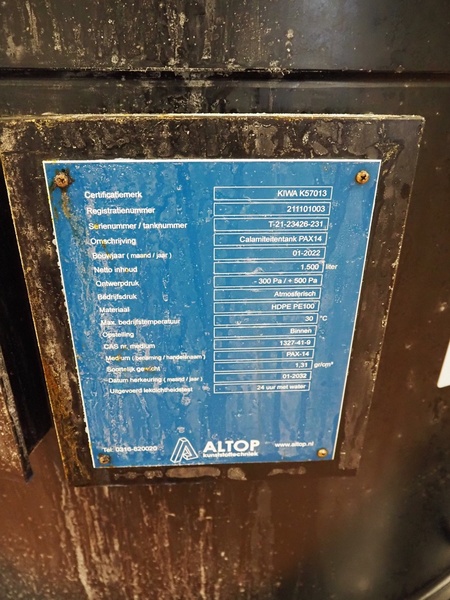 Certificatiemerk KIWA K57013
Registratienummer 211101003
Serienummer / tanknummer T-21-23426-231
Omschrijving Calamiteitentank PAX14
Bouwjaar ( maand / jaar ) 01-2022
Netto inhoud 1.500 liter
Ontwerpdruk - 300 Pa / + 500 Pa
Bedrijfsdruk Atmosferisch
Materiaal HDPE PE100
Max. bedrijfstemperatuur 30 °C
Opstelling Binnen
CAS nr. medium 1327-41-9
Medium ( benaming / handelsnaam ) PAX-14
Soortelijk gewicht 1,31 gr/cm³
Datum herkeuring ( maand / jaar ) 01-2032
Uitgevoerd lekdichtheidstest 24 uur met water
Tel: 0316-820020 ALTOP www.altop.nl
kunststoftechniek